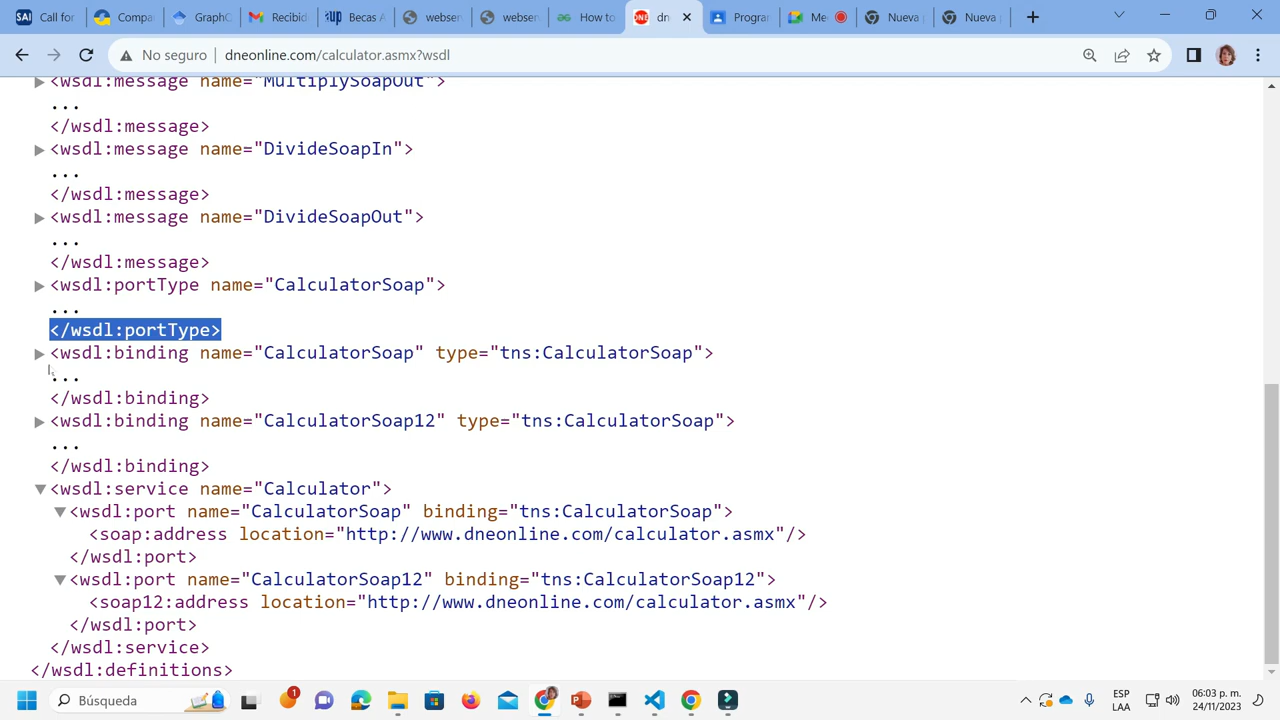 Call for
Compa
GraphQ
Recibid
Becas A
websen
websen
How to
dn
Progran
Me
Nueva p
Nueva p
No seguro
dneonline.com/calculator.asmx?wsdl
<wsdl:message name="MultiplySoapOut">
...
</wsdl:message>
<wsdl:message name="DivideSoapIn">
...
</wsdl:message>
<wsdl:message name="DivideSoapOut">
...
</wsdl:message>
<wsdl:portType name="CalculatorSoap">
...
</wsdl:portType>
<wsdl:binding name="CalculatorSoap" type="tns:CalculatorSoap">
...
</wsdl:binding>
<wsdl:binding name="CalculatorSoap12" type="tns:CalculatorSoap">
...
</wsdl:binding>
<wsdl:service name="Calculator">
<wsdl:port name="CalculatorSoap" binding="tns:CalculatorSoap">
<soap:address location="http://www.dneonline.com/calculator.asmx"/>
</wsdl:port>
<wsdl:port name="CalculatorSoap12" binding="tns:CalculatorSoap12">
<soap12:address location="http://www.dneonline.com/calculator.asmx"/>
</wsdl:port>
</wsdl:service>
</wsdl:definitions>
Búsqueda
1
ESP
LAA
06:03 p. m.
24/11/2023